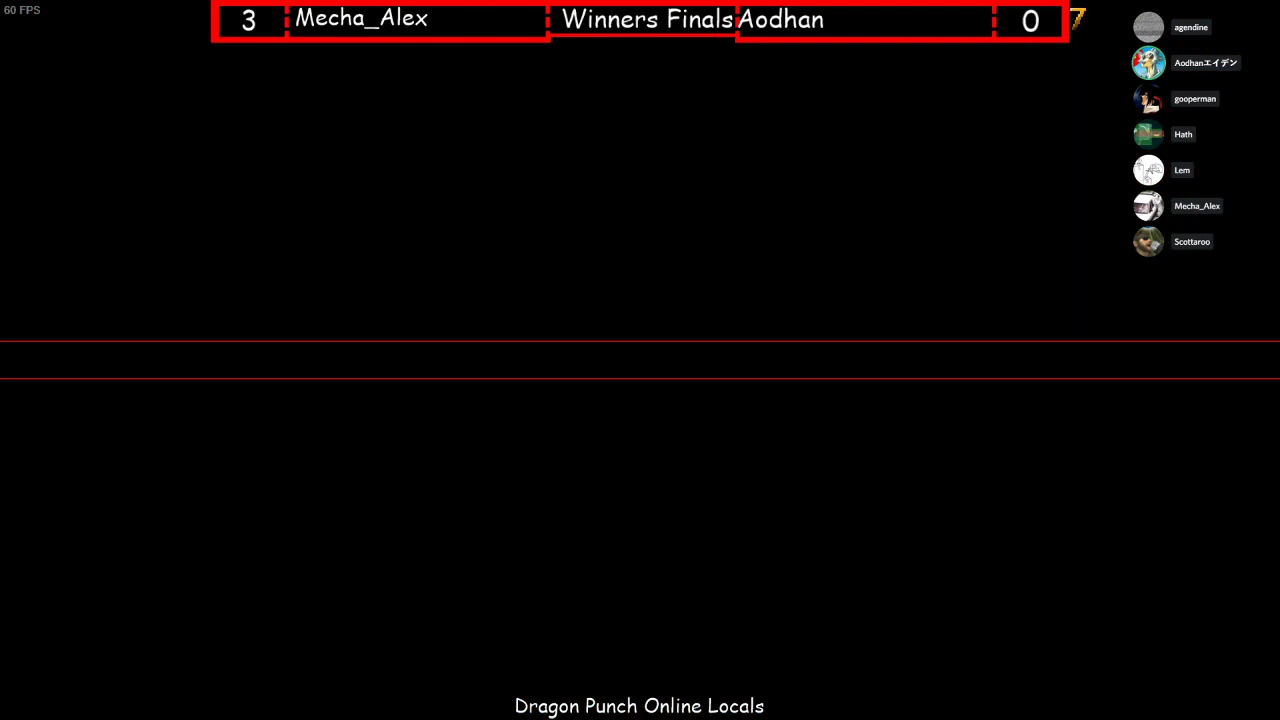 60 FPS
3 Mecha_Alex Winners Finals Aodhan 0 7
agendine
Aodhanエイデン
gooperman
Hath
Lem
Mecha_Alex
Scottaroo
Dragon Punch Online Locals